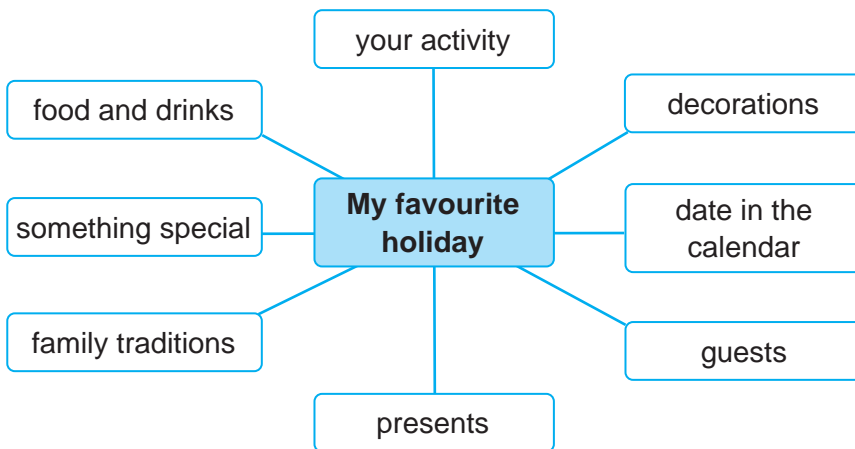 your activity
food and drinks
decorations
My favourite
holiday
something special
date in the
calendar
family traditions
guests
presents